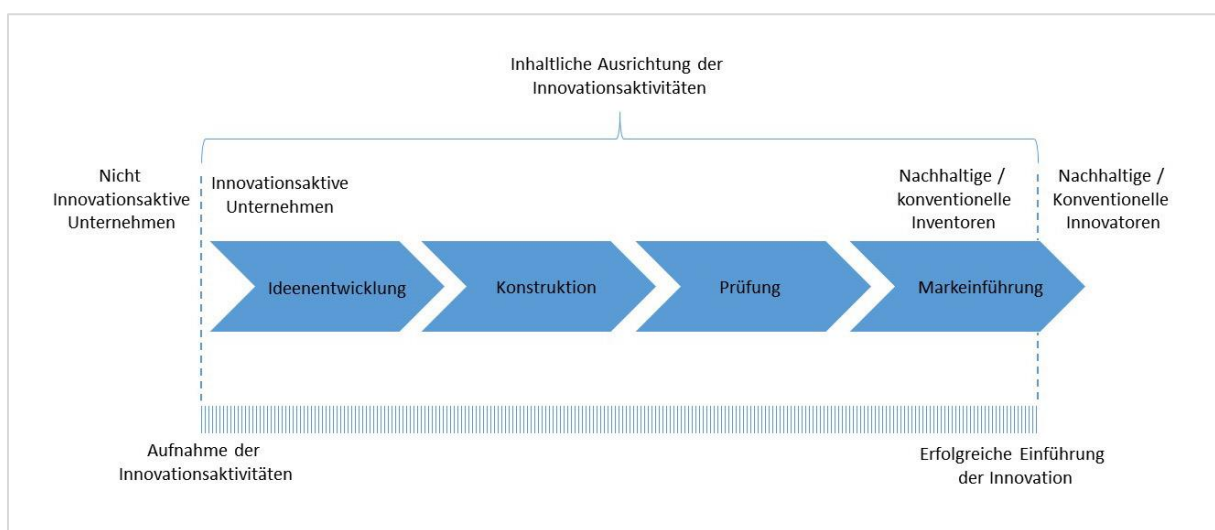 Inhaltliche Ausrichtung der
Innovationsaktivitäten
Nicht
Innovationsaktive
Unternehmen
Innovationsaktive
Unternehmen
Nachhaltige /
konventionelle
Inventoren
Nachhaltige /
Konventionelle
Innovatoren
Ideenentwicklung
Konstruktion
Prüfung
Markeinführung
Aufnahme der
Innovationsaktivitäten
Erfolgreiche Einführung
der Innovation